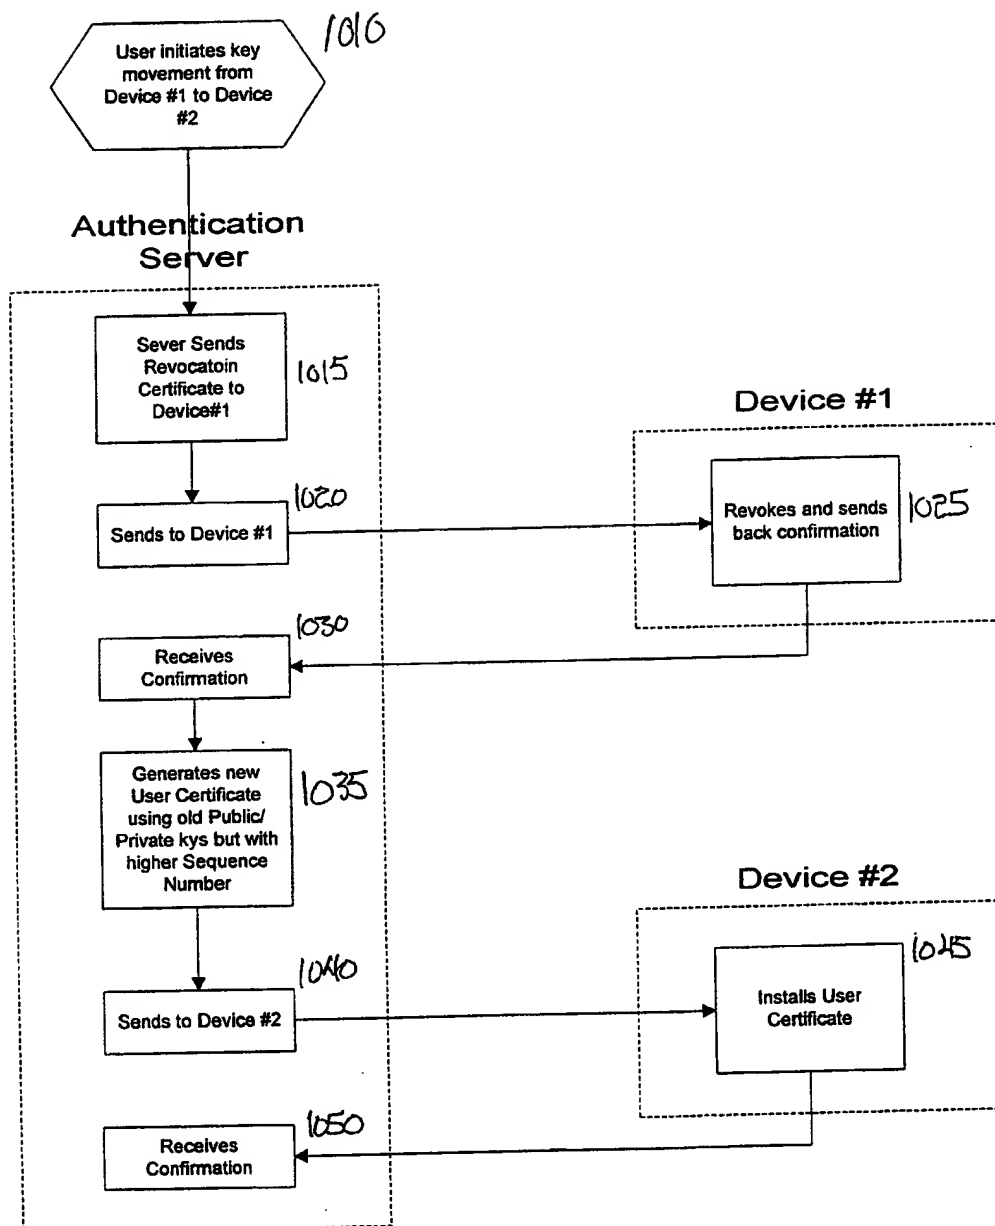 1010
User initiates key
movement from
Device #1 to Device
#2
Authentication
Server
Sever Sends
Revocatoin
Certificate to
Device#1
1015
Device #1
1020
Sends to Device #1
Revokes and sends
back confirmation
1025
1030
Receives
Confirmation
Generates new
User Certificate
using old Public/
Private kys but with
higher Sequence
Number
1035
Device #2
1040
Sends to Device #2
Installs User
Certificate
1045
1050
Receives
Confirmation